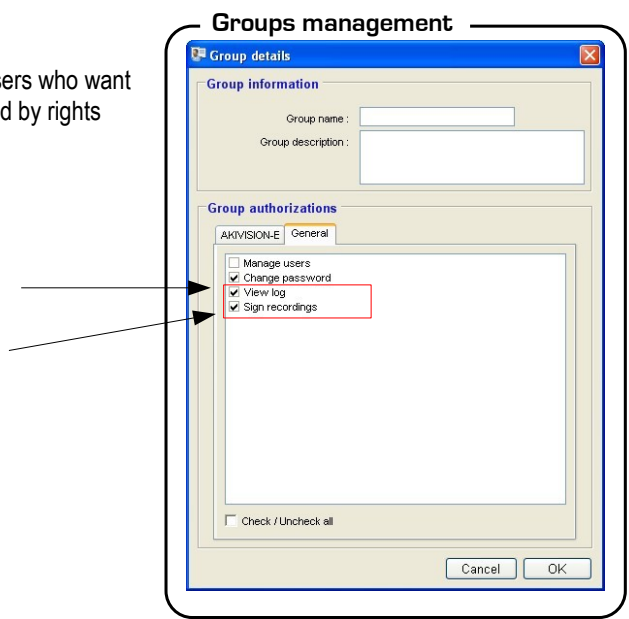 Groups management
Group details
sers who want
d by rights
Group information
Group name :
Group description :
Group authorizations
AKIVISION-E General
Manage users
Change password
View log
Sign recordings
Check / Uncheck all
Cancel OK